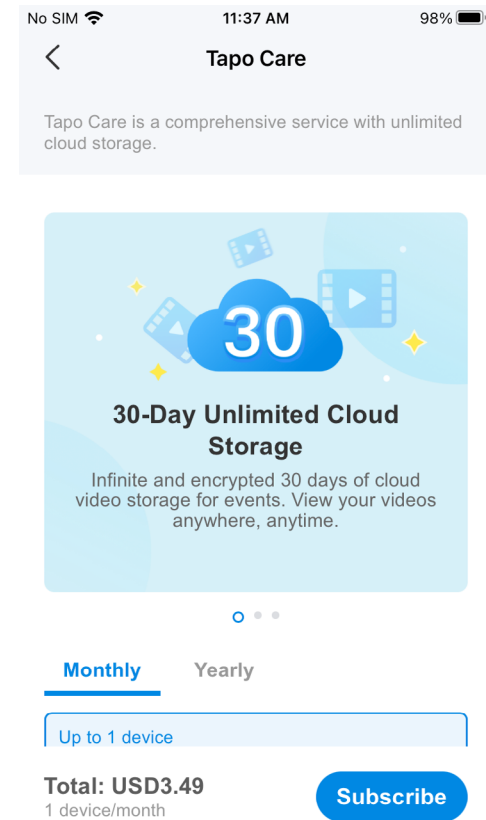 No SIM 11:37 AM 98%
Tapo Care
Tapo Care is a comprehensive service with unlimited
cloud storage.
30
30-Day Unlimited Cloud
Storage
Infinite and encrypted 30 days of cloud
video storage for events. View your videos
anywhere, anytime.
Monthly Yearly
Up to 1 device
Total: USD3.49
1 device/month
Subscribe